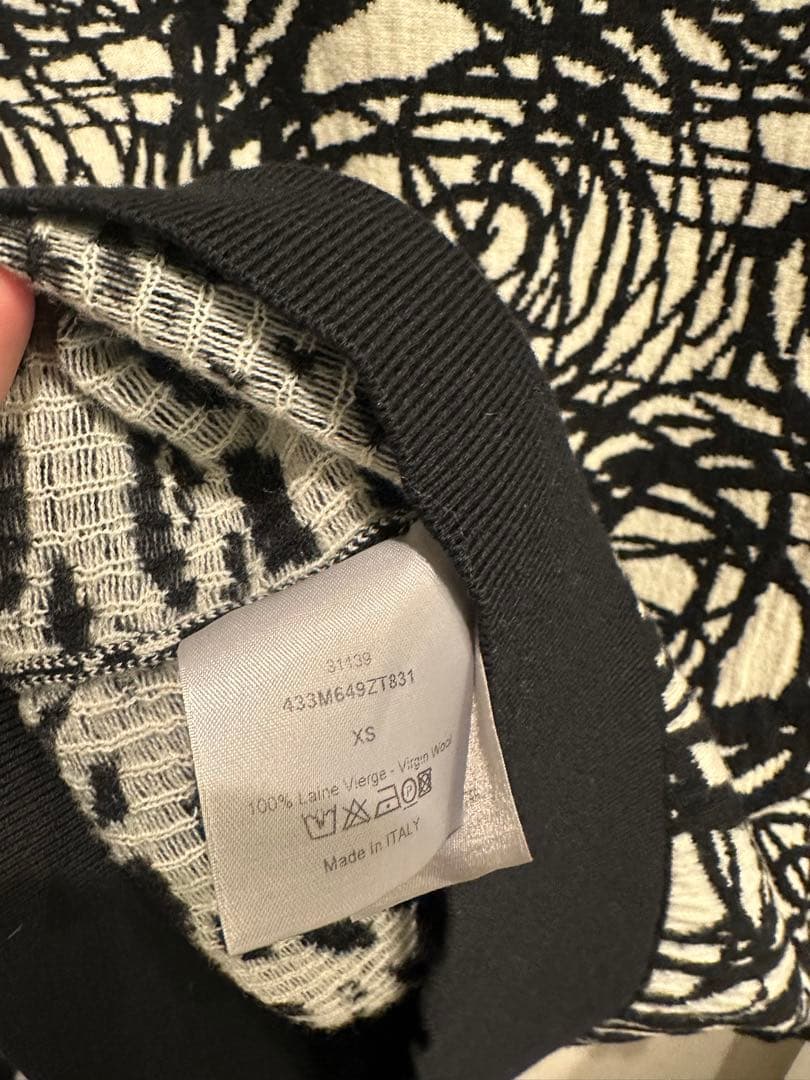 31139
433M649ZT831
XS
100% Laine Vierge - Virgin Wool
Made in ITALY